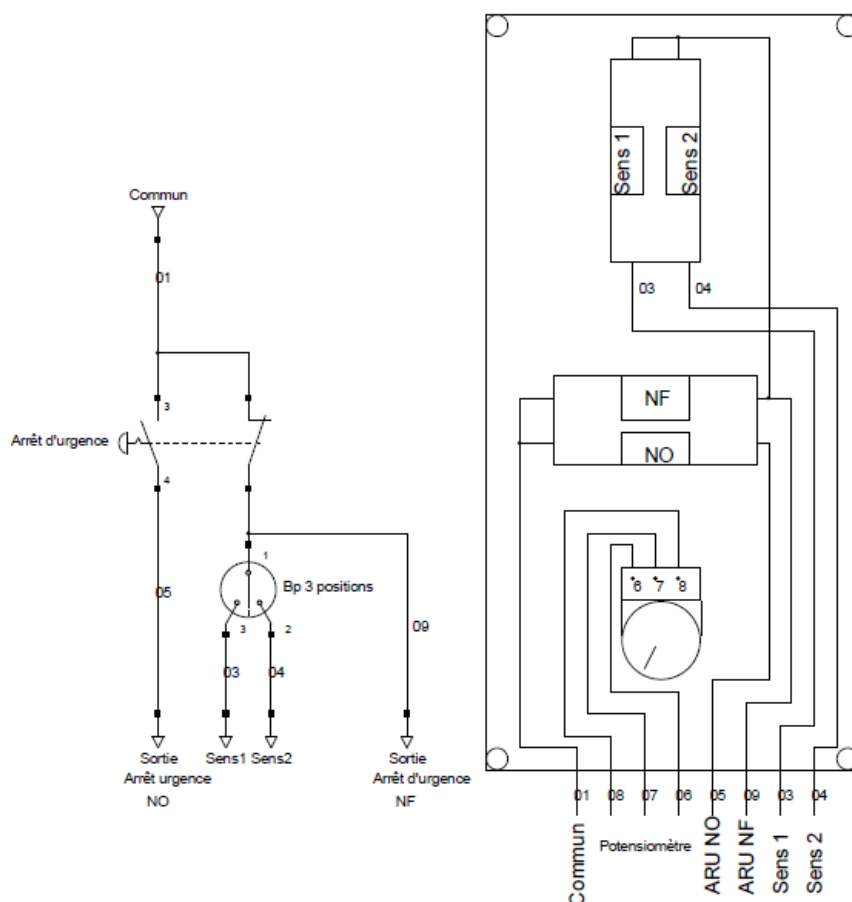 Commun
01
3
Arrêt d'urgence
4
1
Bp 3 positions
05
3
2
03
04
09
Sortie
Arrêt urgence
NO
Sens1
Sens2
Sortie
Arrêt d'urgence
NF
Sens 1
Sens 2
03
04
NF
NO
6
7
8
01
08
07
06
05
09
03
04
Commun
Potensiomètre
ARU NO
ARU NF
Sens 1
Sens 2